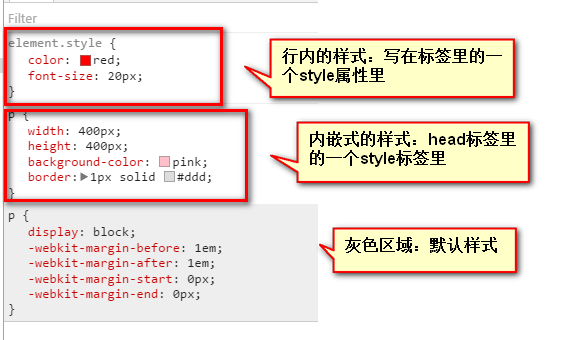 Filter
element.style {
color: red;
font-size: 20px;
}
行内的样式：写在标签里的一
个style属性里
p {
width: 400px;
height: 400px;
background-color: pink;
border: 1px solid #ddd;
}
内嵌式的样式：head标签里
的一个style标签里
p {
display: block;
-webkit-margin-before: 1em;
-webkit-margin-after: 1em;
-webkit-margin-start: 0px;
-webkit-margin-end: 0px;
}
灰色区域：默认样式